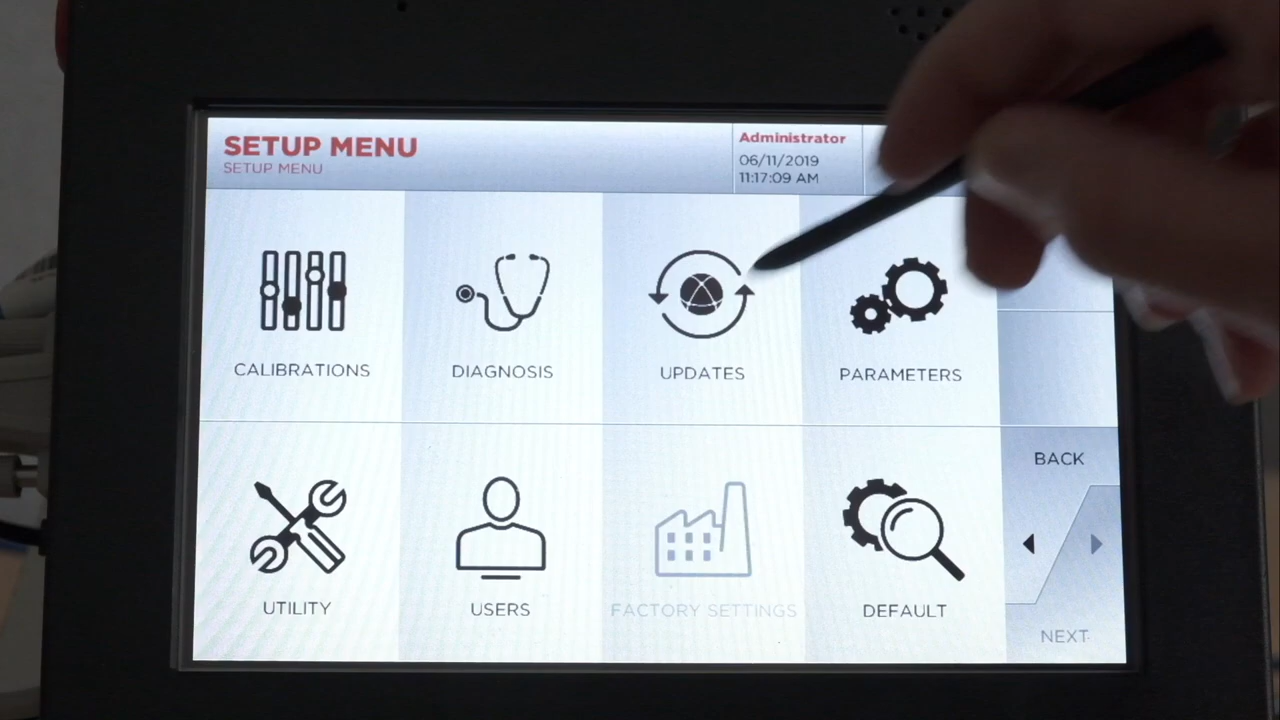 SETUP MENU
SETUP MENU
Administrator
06/11/2019
11:17:09 AM
CALIBRATIONS
DIAGNOSIS
UPDATES
PARAMETERS
BACK
UTILITY
USERS
FACTORY SETTINGS
DEFAULT
NEXT